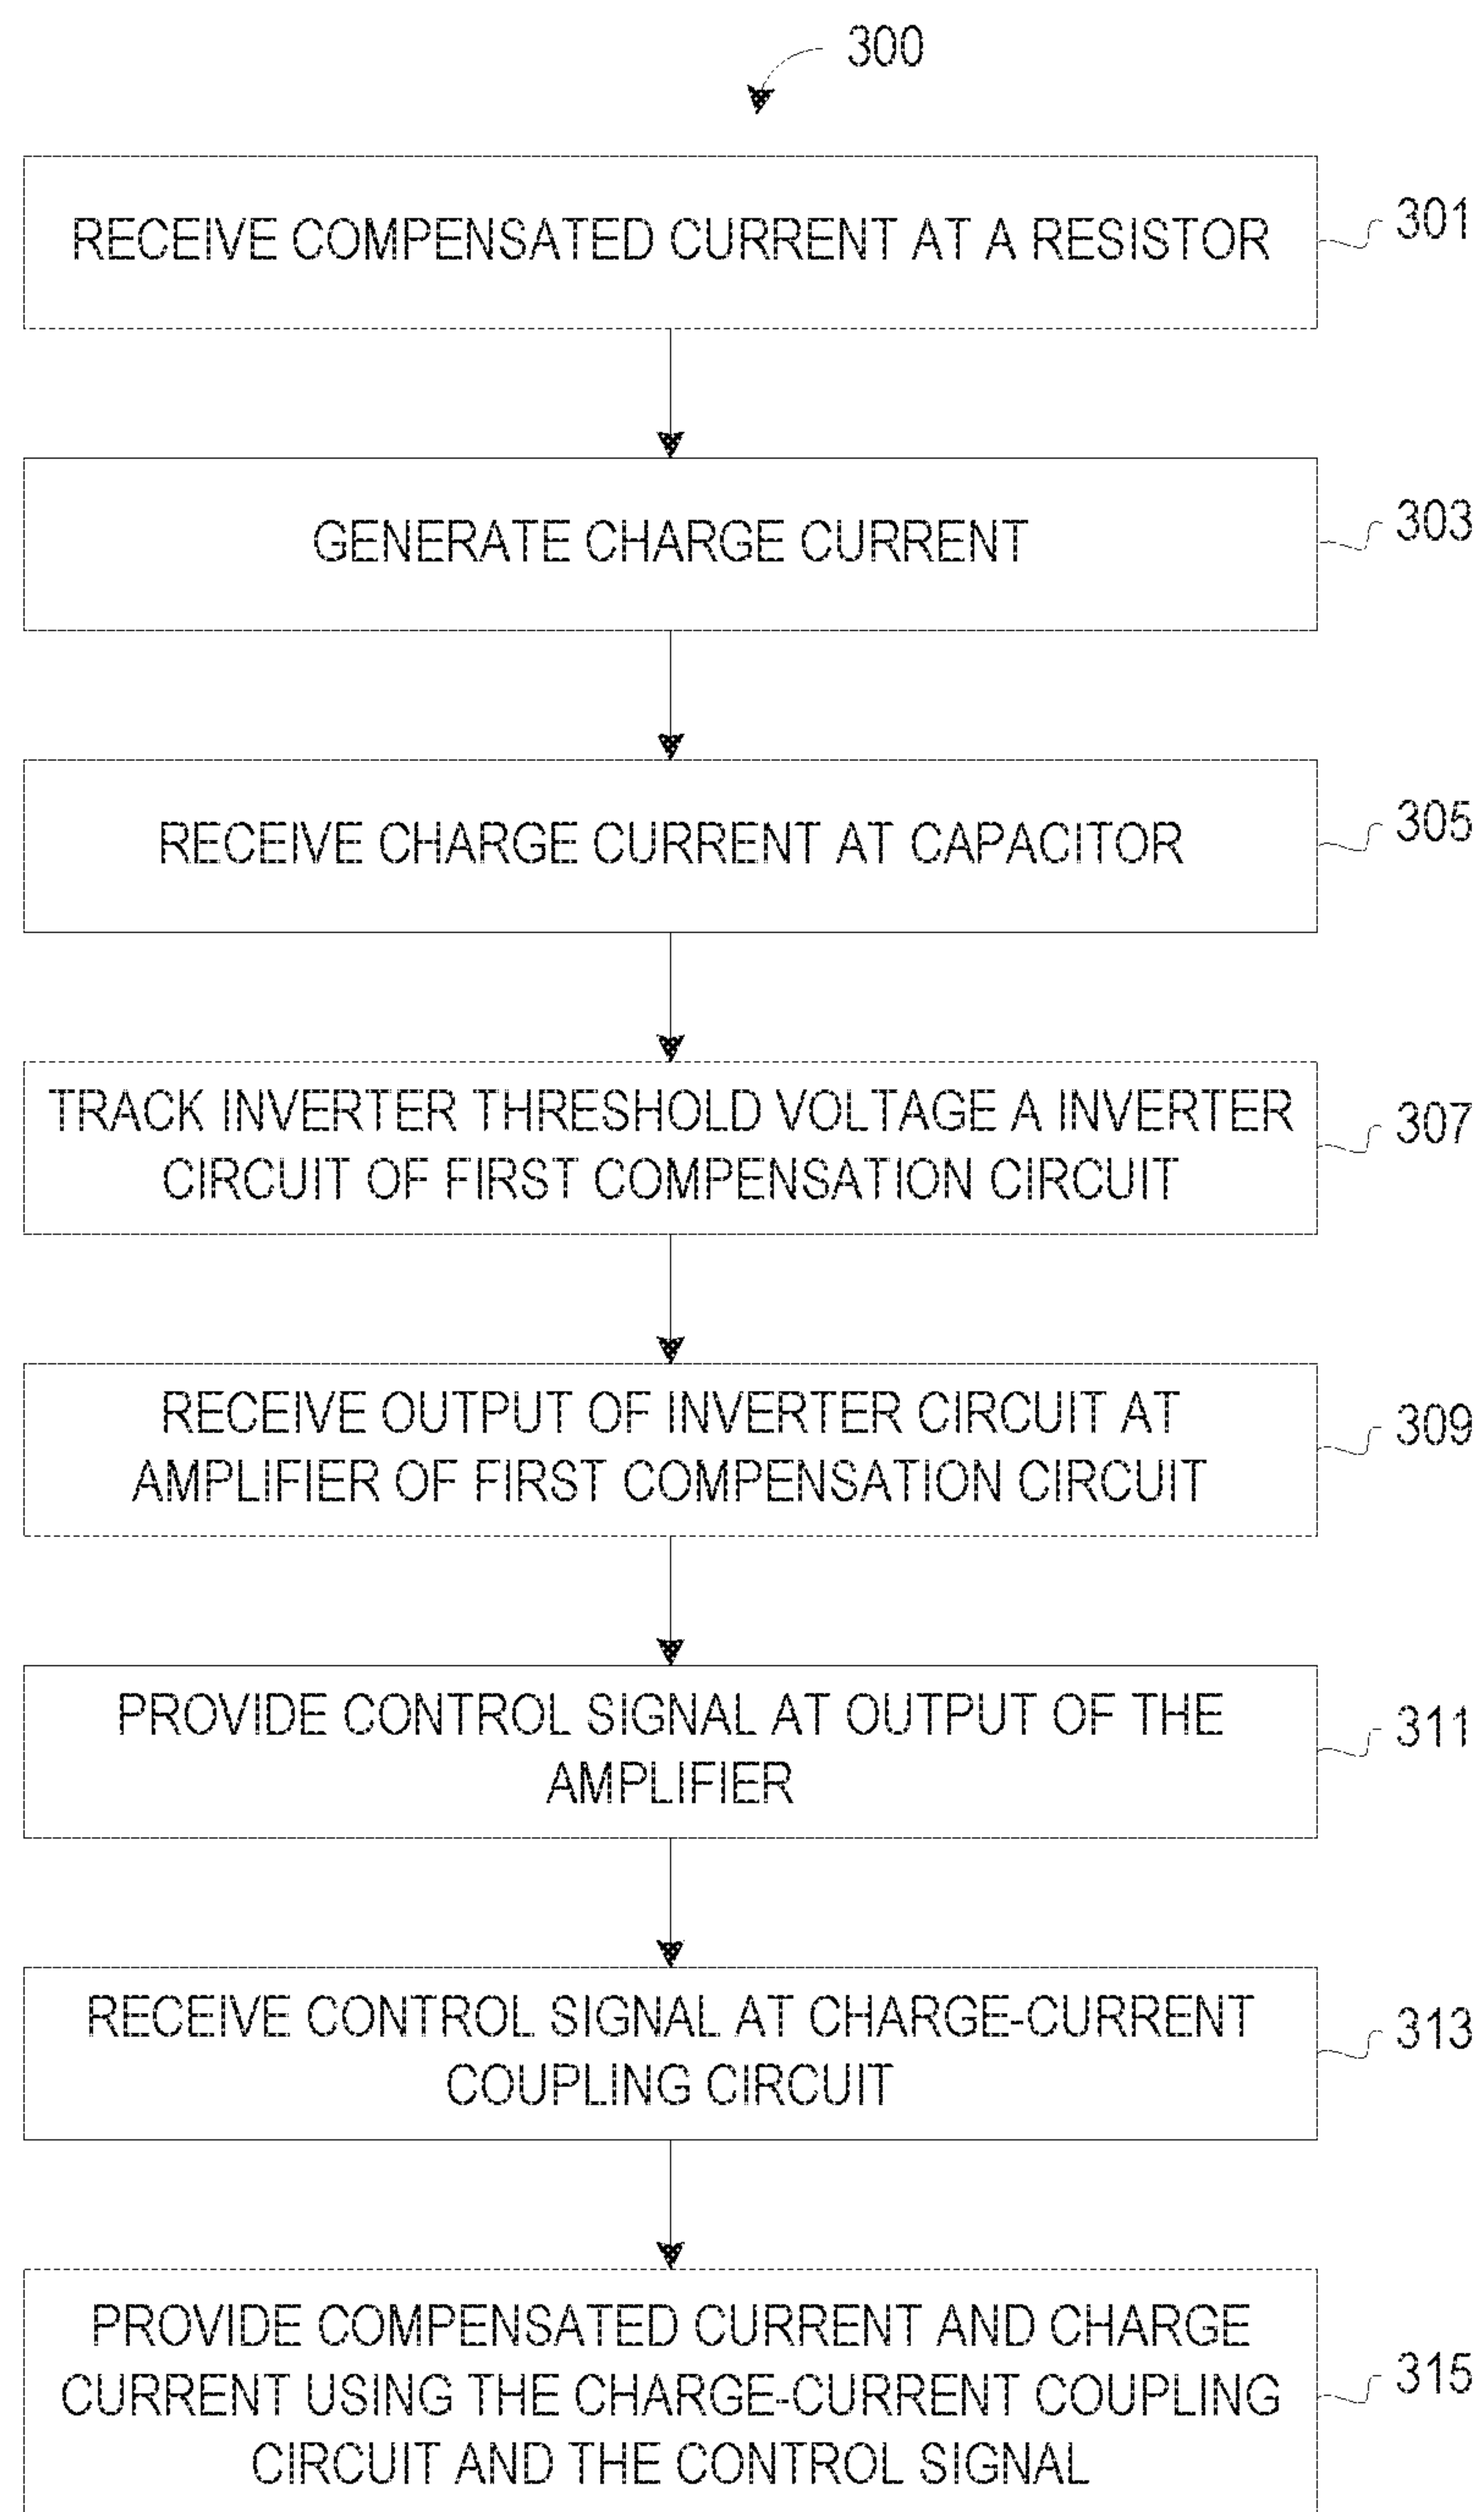 300
RECEIVE COMPENSATED CURRENT AT A RESISTOR
301
GENERATE CHARGE CURRENT
303
RECEIVE CHARGE CURRENT AT CAPACITOR
305
TRACK INVERTER THRESHOLD VOLTAGE A INVERTER
CIRCUIT OF FIRST COMPENSATION CIRCUIT
307
RECEIVE OUTPUT OF INVERTER CIRCUIT AT
AMPLIFIER OF FIRST COMPENSATION CIRCUIT
309
PROVIDE CONTROL SIGNAL AT OUTPUT OF THE
AMPLIFIER
311
RECEIVE CONTROL SIGNAL AT CHARGE-CURRENT
COUPLING CIRCUIT
313
PROVIDE COMPENSATED CURRENT AND CHARGE
CURRENT USING THE CHARGE-CURRENT COUPLING
CIRCUIT AND THE CONTROL SIGNAL
315